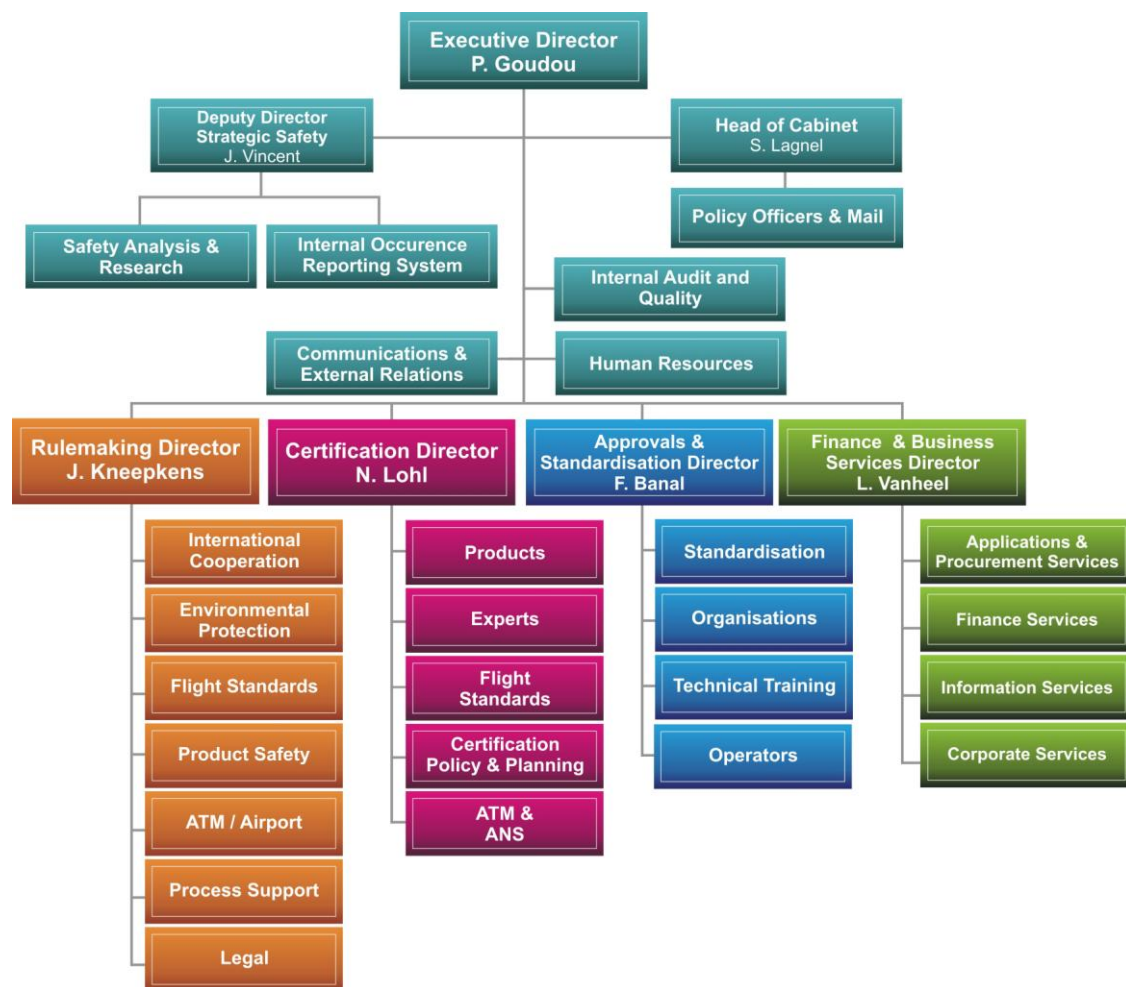 Executive Director
P. Goudou
Deputy Director
Strategic Safety
J. Vincent
Head of Cabinet
S. Lagnel
Policy Officers & Mail
Safety Analysis &
Research
Internal Occurence
Reporting System
Internal Audit and
Quality
Communications &
External Relations
Human Resources
Rulemaking Director
J. Kneepkens
Certification Director
N. Lohl
Approvals &
Standardisation Director
F. Banal
Finance & Business
Services Director
L. Vanheel
International
Cooperation
Environmental
Protection
Flight Standards
Product Safety
ATM / Airport
Process Support
Legal
Products
Experts
Flight
Standards
Certification
Policy & Planning
ATM &
ANS
Standardisation
Organisations
Technical Training
Operators
Applications &
Procurement Services
Finance Services
Information Services
Corporate Services